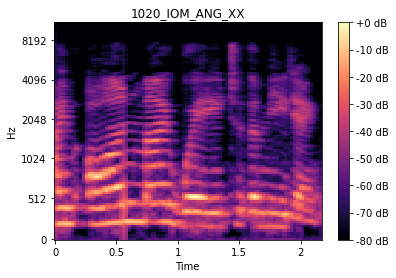 1020_IOM_ANG_XX
+0 dB
8192
-10 dB
4096
-20 dB
-30 dB
2048
Hz
-40 dB
1024
-50 dB
512
-60 dB
-70 dB
0
-80 dB
0 0.5 1 1.5 2
Time